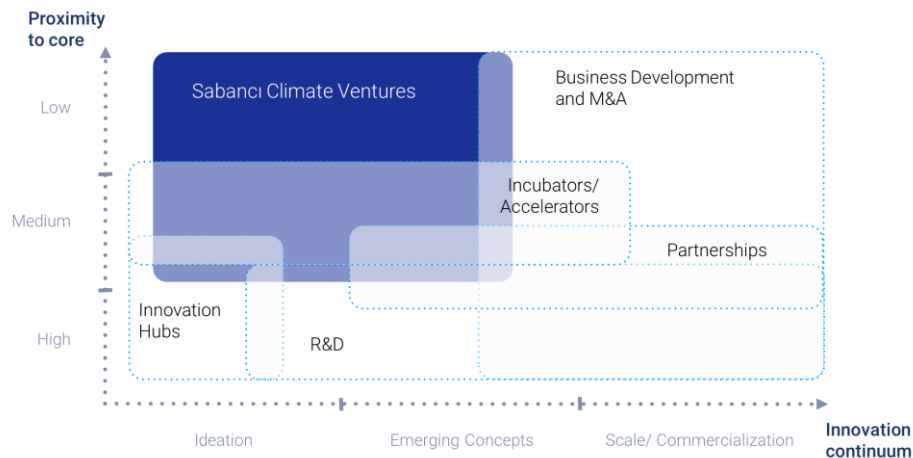 Proximity
to core
Sabancı Climate Ventures
Business Development
and M&A
Low
Incubators/
Accelerators
Medium
Partnerships
Innovation
Hubs
High
R&D
Ideation
Emerging Concepts
Scale/ Commercialization
Innovation
continuum